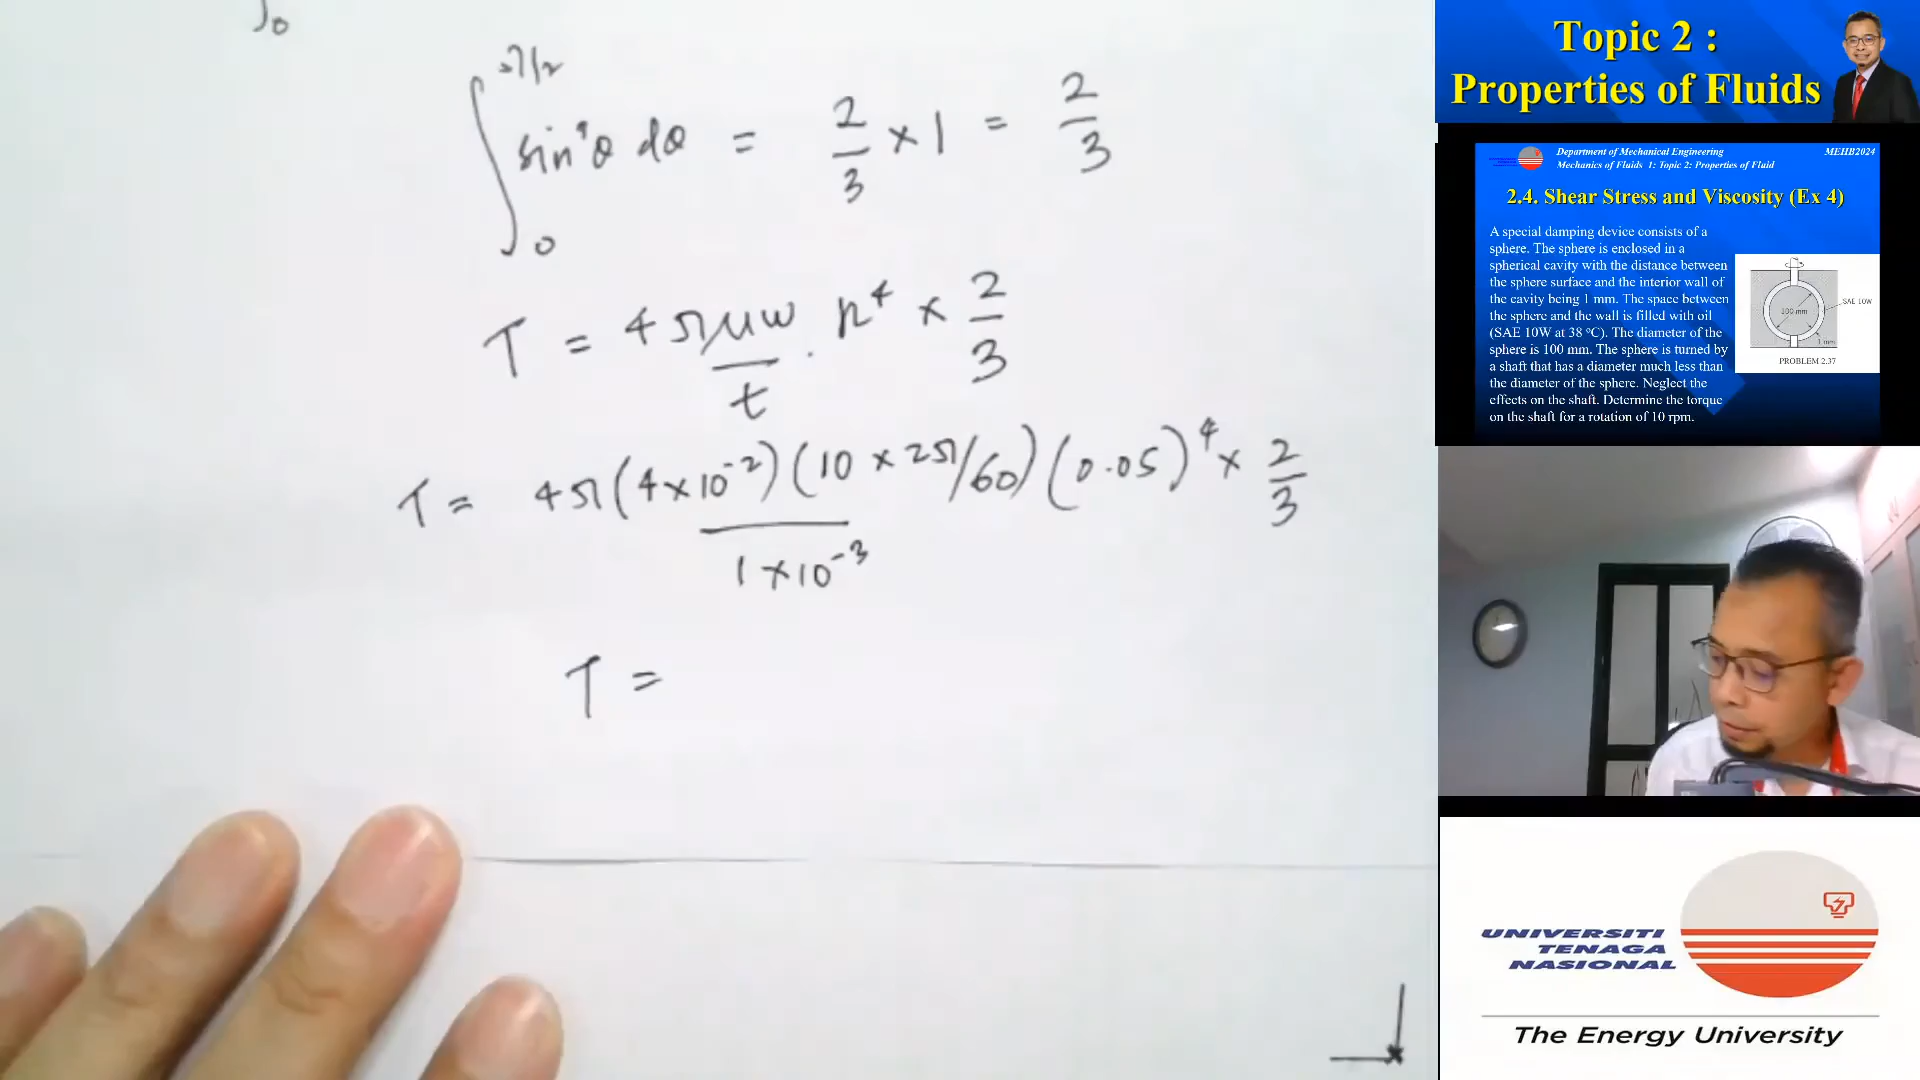 ∫₀
∫₀^π/2 sin³θ dθ = 2/3 × 1 = 2/3
T = 4πμω/t . r⁴ × 2/3
T = 4π(4×10⁻²)(10 × 2π/60)(0.05)⁴ × 2/3
1×10⁻³
T =
Topic 2 :
Properties of Fluids
Department of Mechanical Engineering
MEHB2024
Mechanics of Fluids 1: Topic 2: Properties of Fluid
2.4. Shear Stress and Viscosity (Ex 4)
A special damping device consists of a
sphere. The sphere is enclosed in a
spherical cavity with the distance between
the sphere surface and the interior wall of
the cavity being 1 mm. The space between
the sphere and the wall is filled with oil
(SAE 10W at 38 °C). The diameter of the
sphere is 100 mm. The sphere is turned by
a shaft that has a diameter much less than
the diameter of the sphere. Neglect the
effects on the shaft. Determine the torque
on the shaft for a rotation of 10 rpm.
SAE 10W
100 mm
1 mm
PROBLEM 2.37
UNIVERSITI
TENAGA
NASIONAL
The Energy University